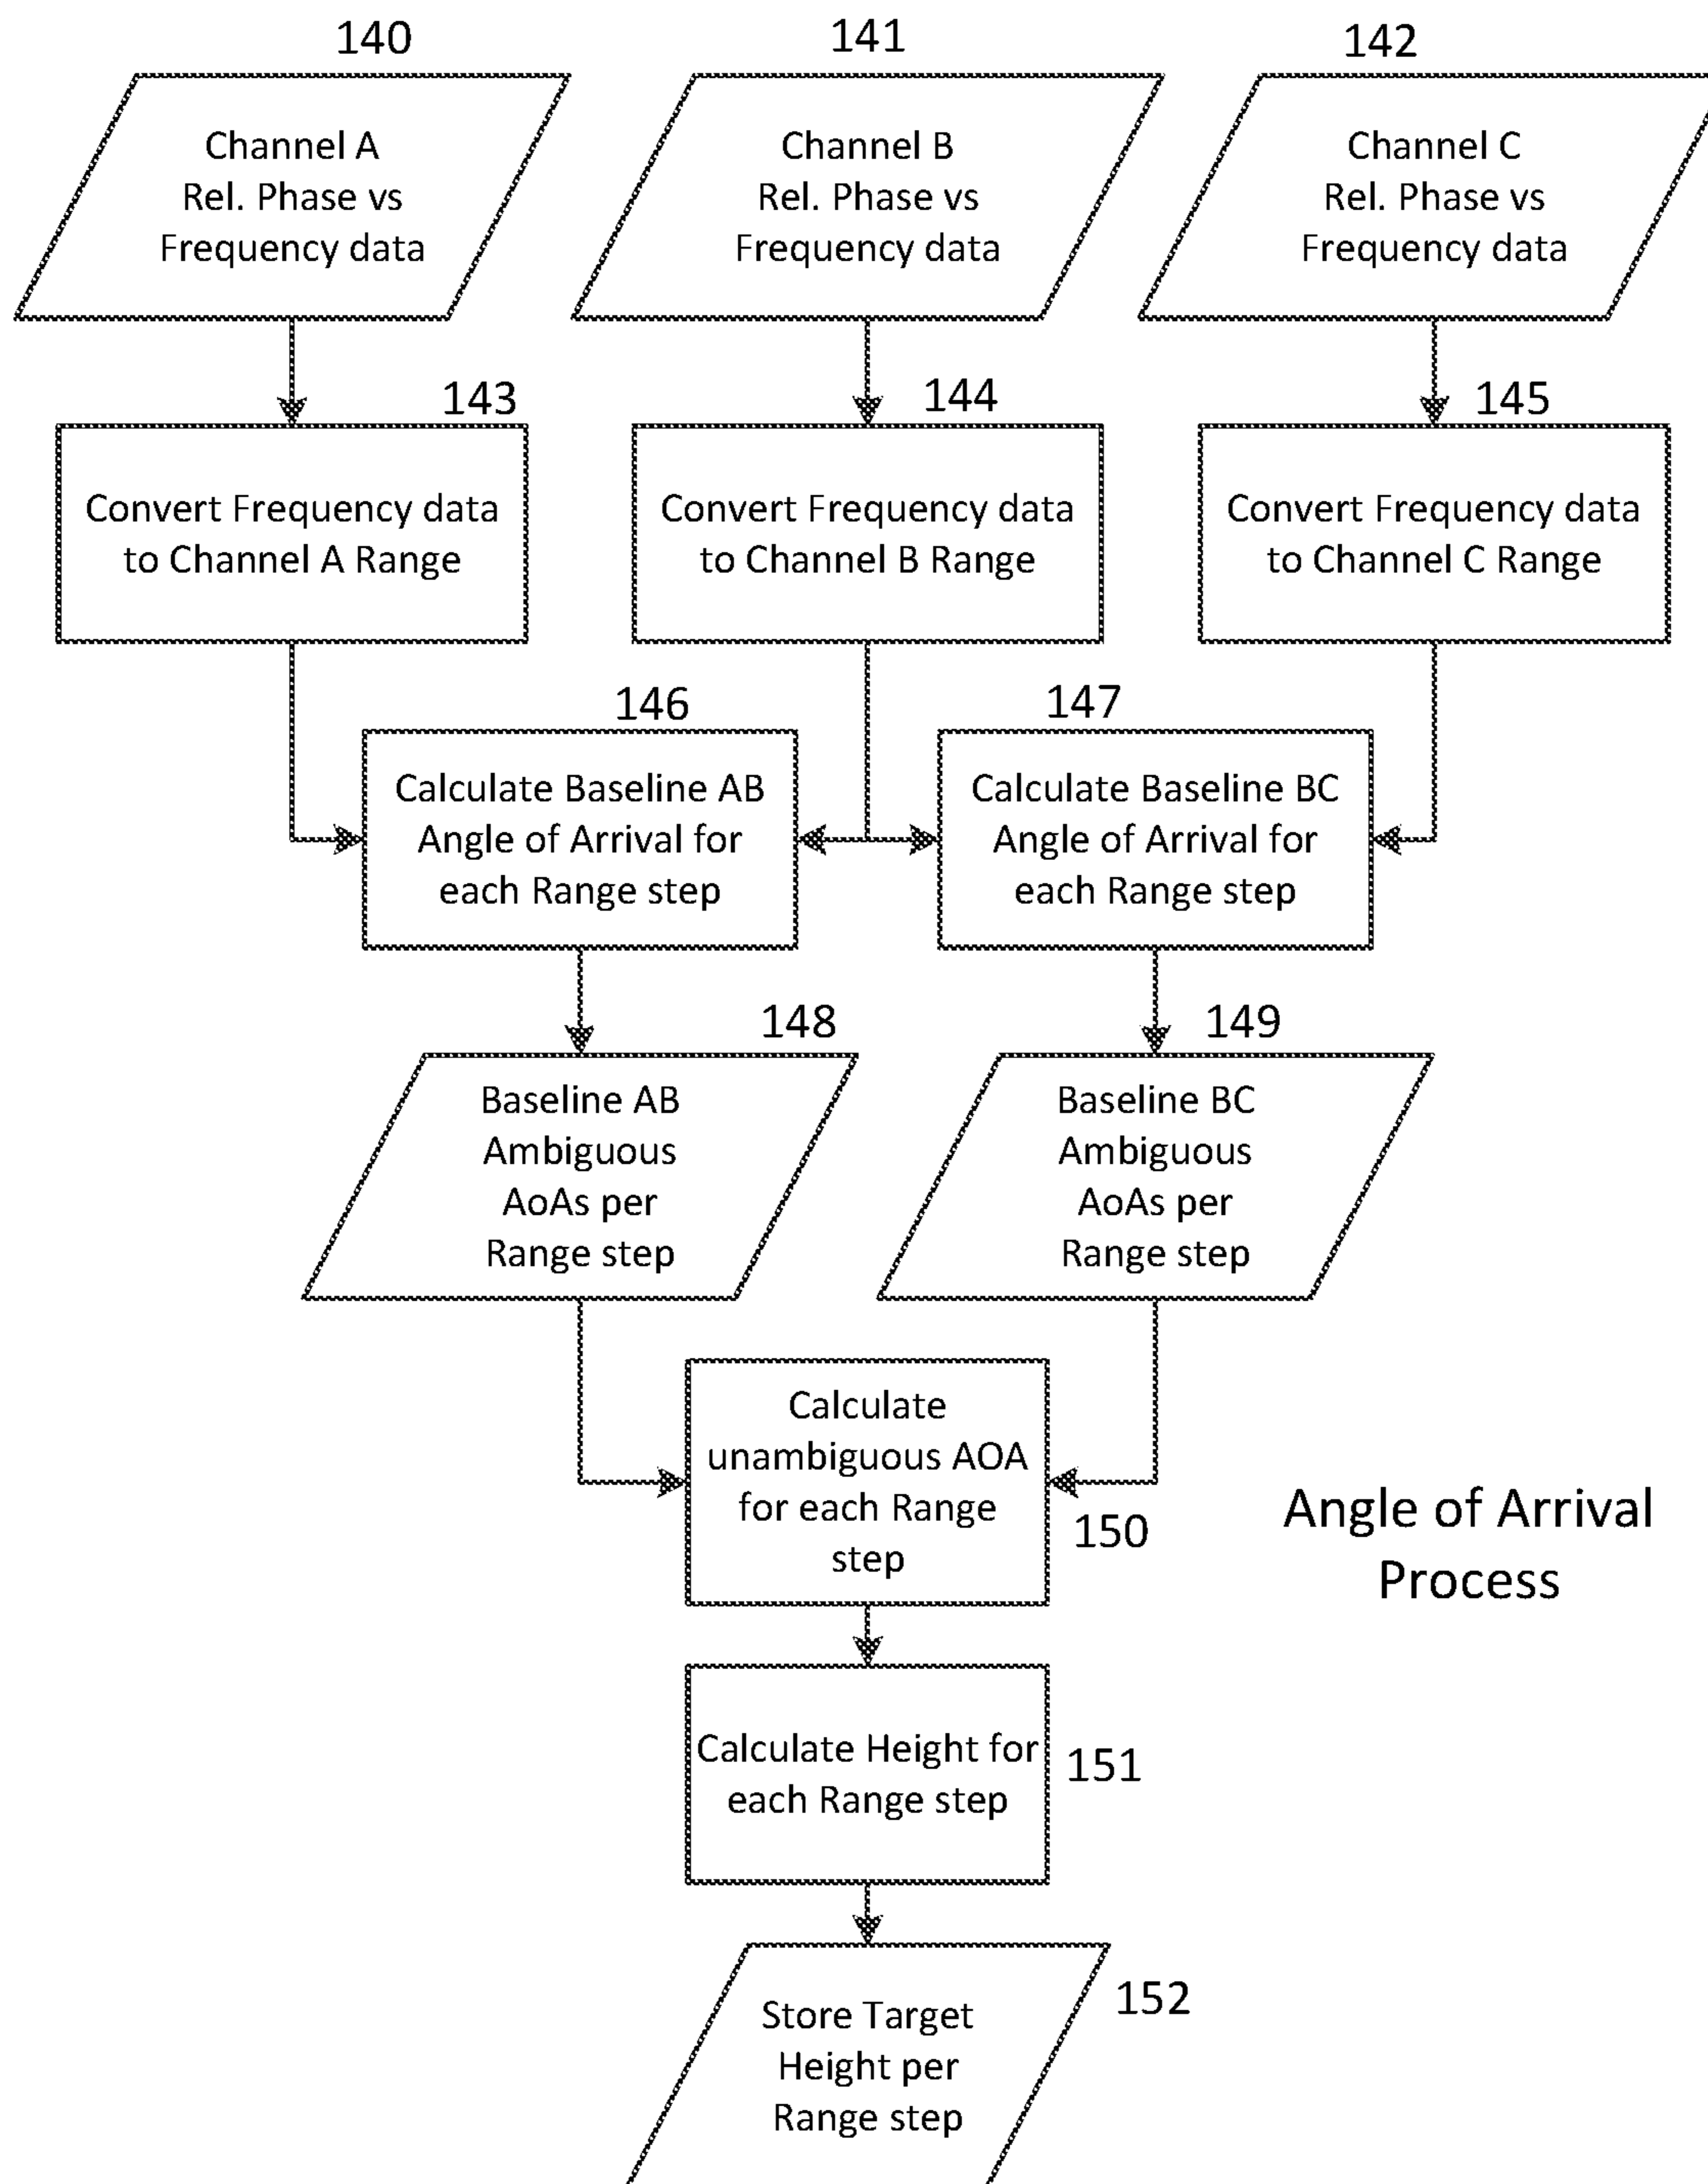 140
Channel A
Rel. Phase vs
Frequency data
141
Channel B
Rel. Phase vs
Frequency data
142
Channel C
Rel. Phase vs
Frequency data
143
Convert Frequency data
to Channel A Range
144
Convert Frequency data
to Channel B Range
145
Convert Frequency data
to Channel C Range
146
Calculate Baseline AB
Angle of Arrival for
each Range step
147
Calculate Baseline BC
Angle of Arrival for
each Range step
148
Baseline AB
Ambiguous
AoAs per
Range step
149
Baseline BC
Ambiguous
AoAs per
Range step
Calculate
unambiguous AOA
for each Range
step
150
Angle of Arrival
Process
Calculate Height for
each Range step
151
152
Store Target
Height per
Range step